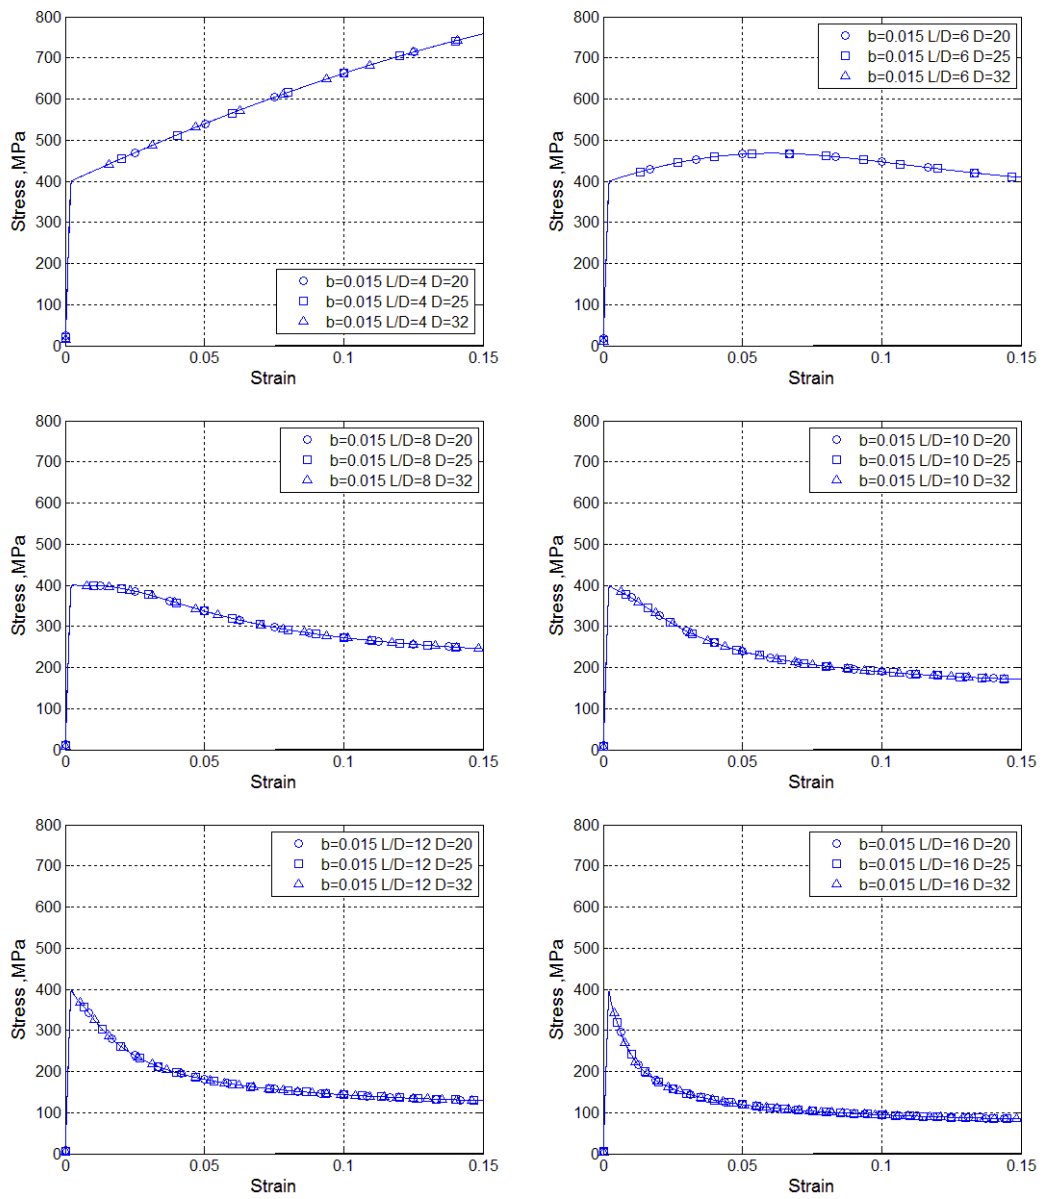 800
700
600
500
400
300
200
100
0
Stress ,MPa
b=0.015 L/D=4 D=20
b=0.015 L/D=4 D=25
b=0.015 L/D=4 D=32
0 0.05 0.1 0.15
Strain
800
700
600
500
400
300
200
100
0
Stress ,MPa
b=0.015 L/D=6 D=20
b=0.015 L/D=6 D=25
b=0.015 L/D=6 D=32
0 0.05 0.1 0.15
Strain
800
700
600
500
400
300
200
100
0
Stress ,MPa
b=0.015 L/D=8 D=20
b=0.015 L/D=8 D=25
b=0.015 L/D=8 D=32
0 0.05 0.1 0.15
Strain
800
700
600
500
400
300
200
100
0
Stress ,MPa
b=0.015 L/D=10 D=20
b=0.015 L/D=10 D=25
b=0.015 L/D=10 D=32
0 0.05 0.1 0.15
Strain
800
700
600
500
400
300
200
100
0
Stress ,MPa
b=0.015 L/D=12 D=20
b=0.015 L/D=12 D=25
b=0.015 L/D=12 D=32
0 0.05 0.1 0.15
Strain
800
700
600
500
400
300
200
100
0
Stress ,MPa
b=0.015 L/D=16 D=20
b=0.015 L/D=16 D=25
b=0.015 L/D=16 D=32
0 0.05 0.1 0.15
Strain